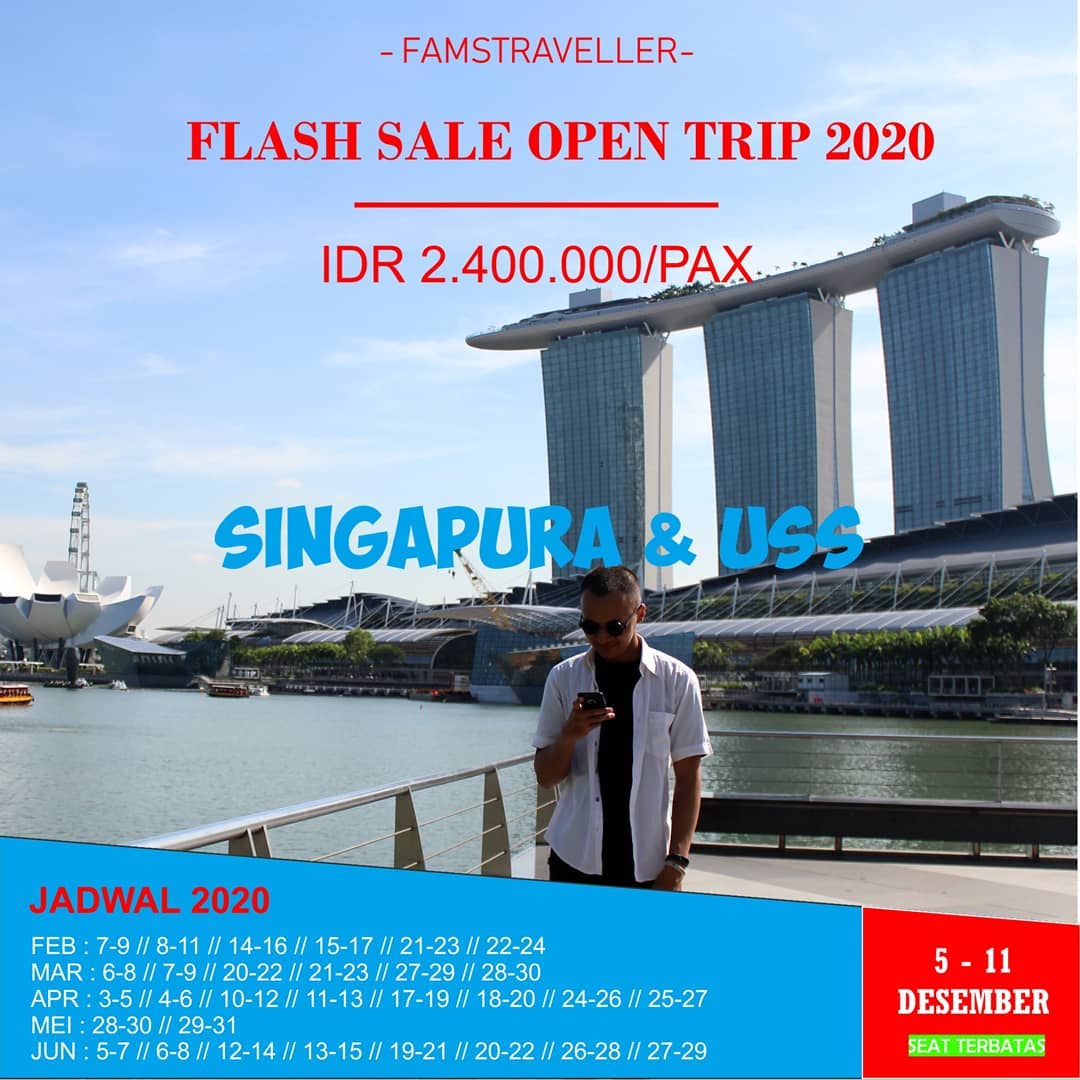 - FAMSTRAVELLER-
FLASH SALE OPEN TRIP 2020
IDR 2.400.000/PAX
SINGAPURA & USS
JADWAL 2020
FEB : 7-9 // 8-11 // 14-16 // 15-17 // 21-23 // 22-24
MAR : 6-8 // 7-9 // 20-22 // 21-23 // 27-29 // 28-30
APR : 3-5 // 4-6 // 10-12 // 11-13 // 17-19 // 18-20 // 24-26 // 25-27
MEI : 28-30 // 29-31
JUN : 5-7 // 6-8 // 12-14 // 13-15 // 19-21 // 20-22 // 26-28 // 27-29
5 - 11
DESEMBER
SEAT TERBATAS